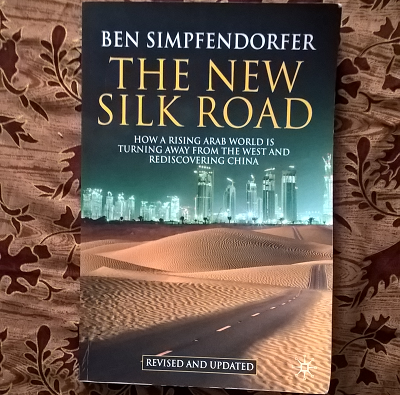 BEN SIMPFENDORFER
THE NEW
SILK ROAD
HOW A RISING ARAB WORLD IS
TURNING AWAY FROM THE WEST AND
REDISCOVERING CHINA
REVISED AND UPDATED